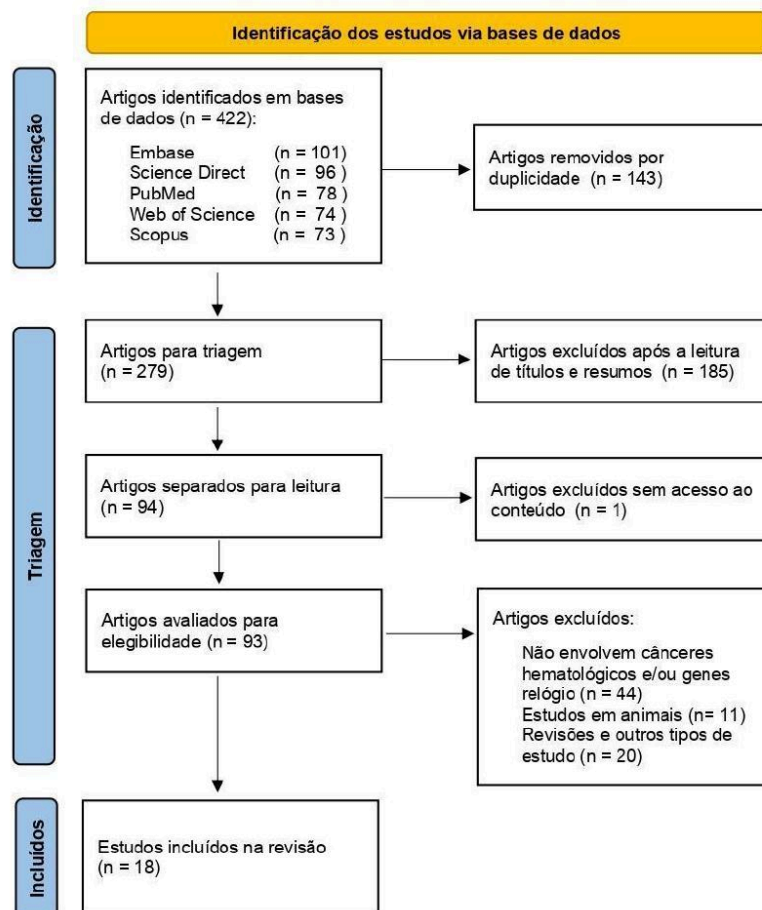 Identificação dos estudos via bases de dados
Identificação
Artigos identificados em bases
de dados (n = 422):
Embase (n = 101)
Science Direct (n = 96)
PubMed (n = 78)
Web of Science (n = 74)
Scopus (n = 73 )
Artigos removidos por
duplicidade (n = 143)
Triagem
Artigos para triagem
(n = 279)
Artigos excluídos após a leitura
de títulos e resumos (n = 185)
Artigos separados para leitura
(n = 94)
Artigos excluídos sem acesso ao
conteúdo (n = 1)
Artigos avaliados para
elegibilidade (n = 93)
Artigos excluídos:
Não envolvem cânceres
hematológicos e/ou genes
relógio (n = 44)
Estudos em animais (n= 11)
Revisões e outros tipos de
estudo (n = 20)
Incluídos
Estudos incluídos na revisão
(n = 18)